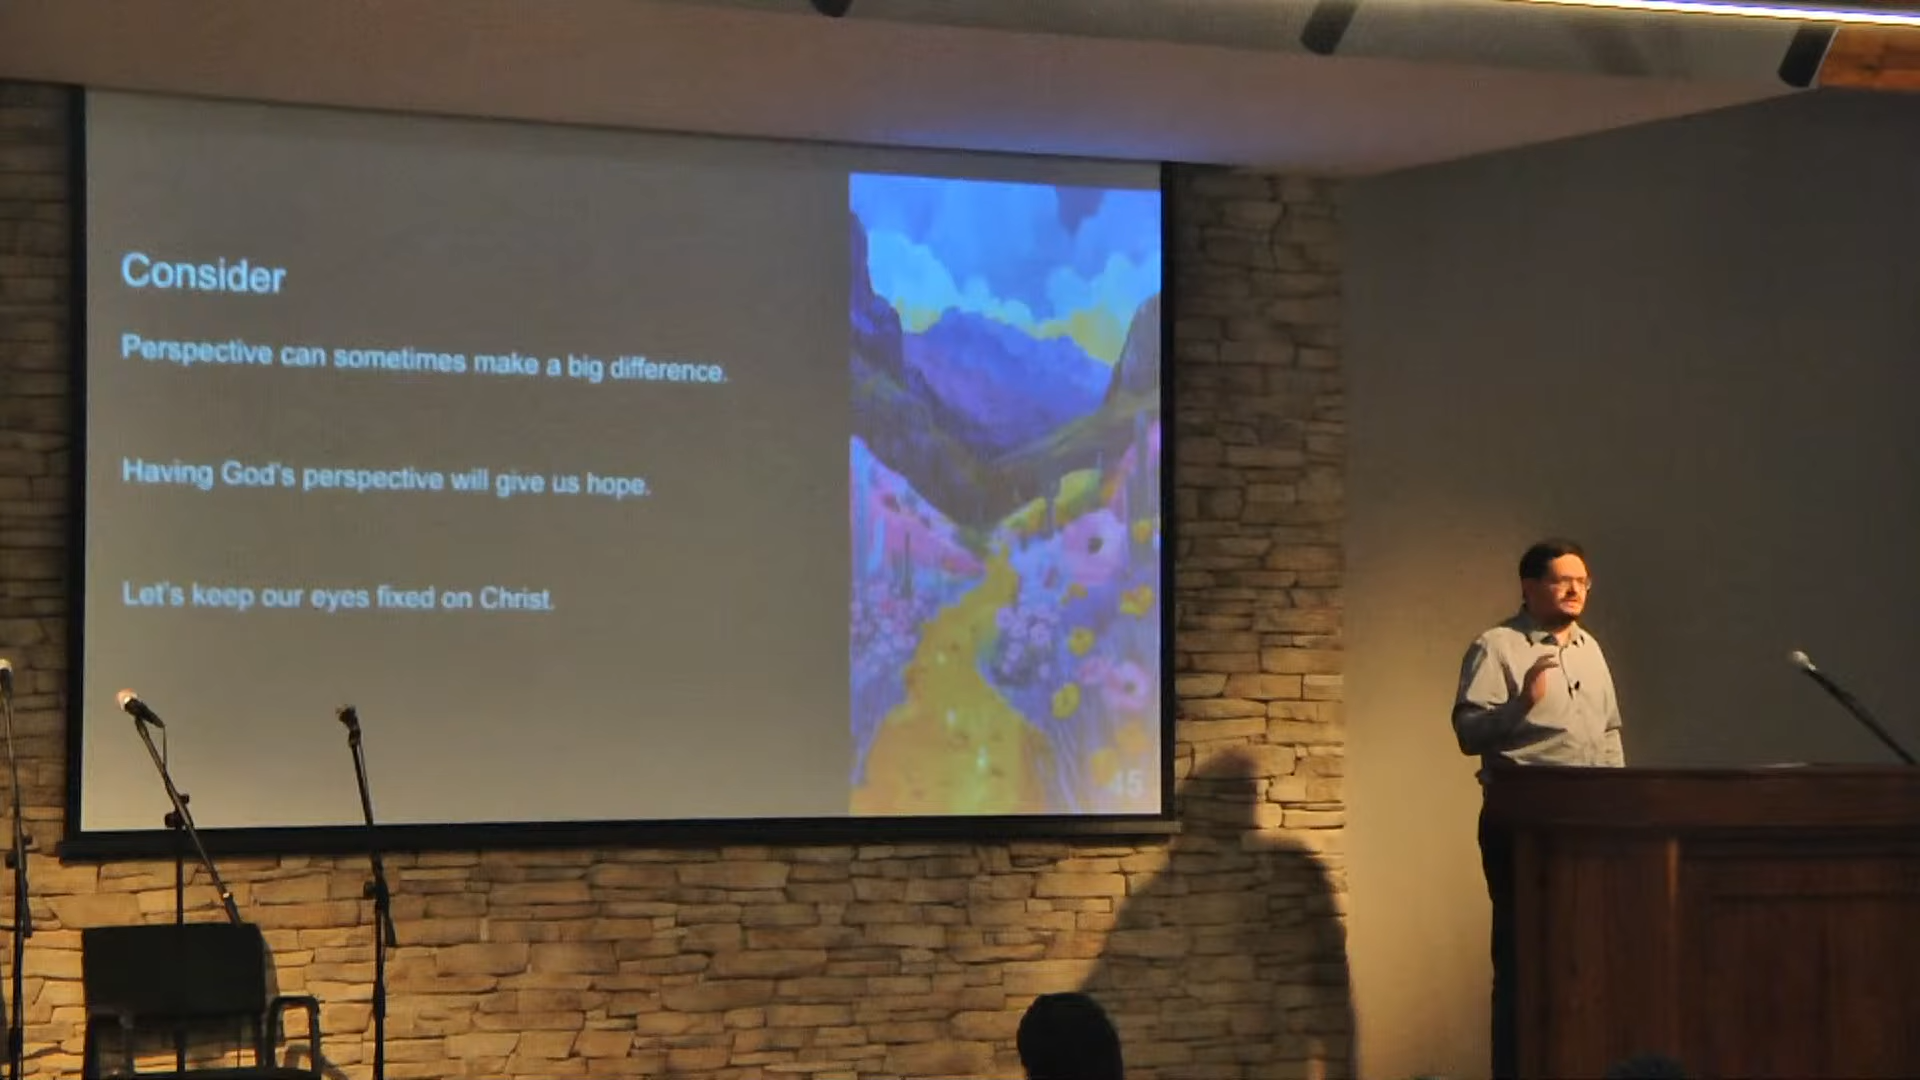 Consider
Perspective can sometimes make a big difference.
Having God's perspective will give us hope.
Let's keep our eyes fixed on Christ.
45